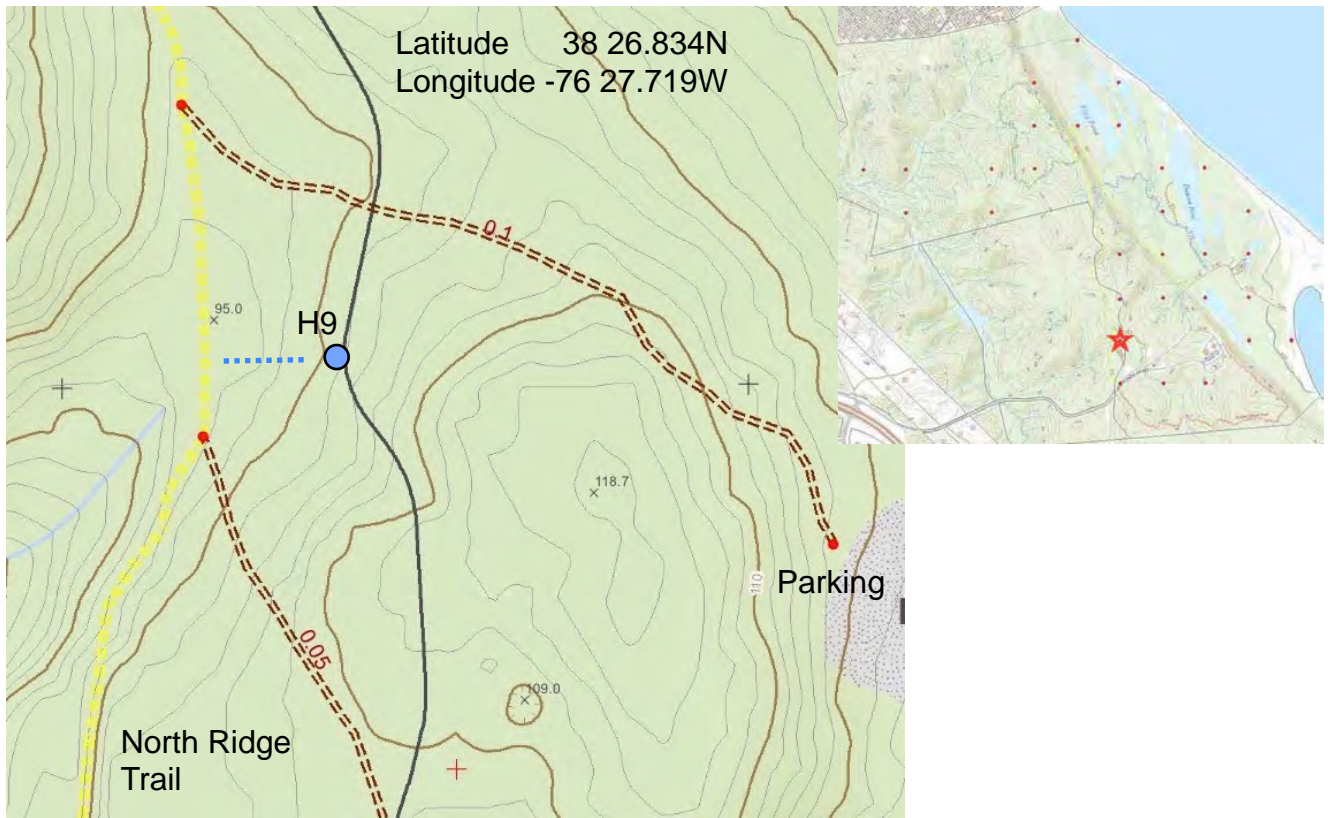 Latitude 38 26.834N
Longitude -76 27.719W
0.1
95.0
H9
118.7
110
Parking
0.05
109.0
North Ridge
Trail